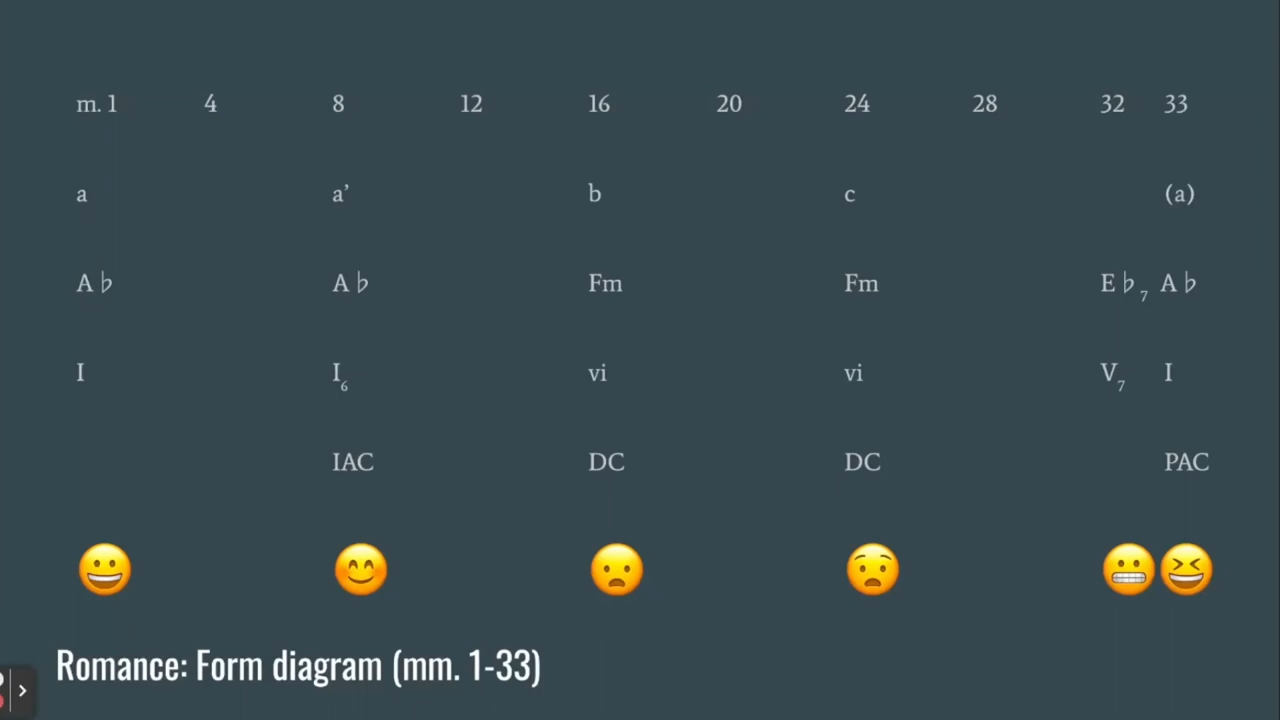 m. 1 4 8 12 16 20 24 28 32 33
a a’ b c (a)
A♭ A♭ Fm Fm E♭7 A♭
I I6 vi vi V7 I
IAC DC DC PAC
Romance: Form diagram (mm. 1-33)